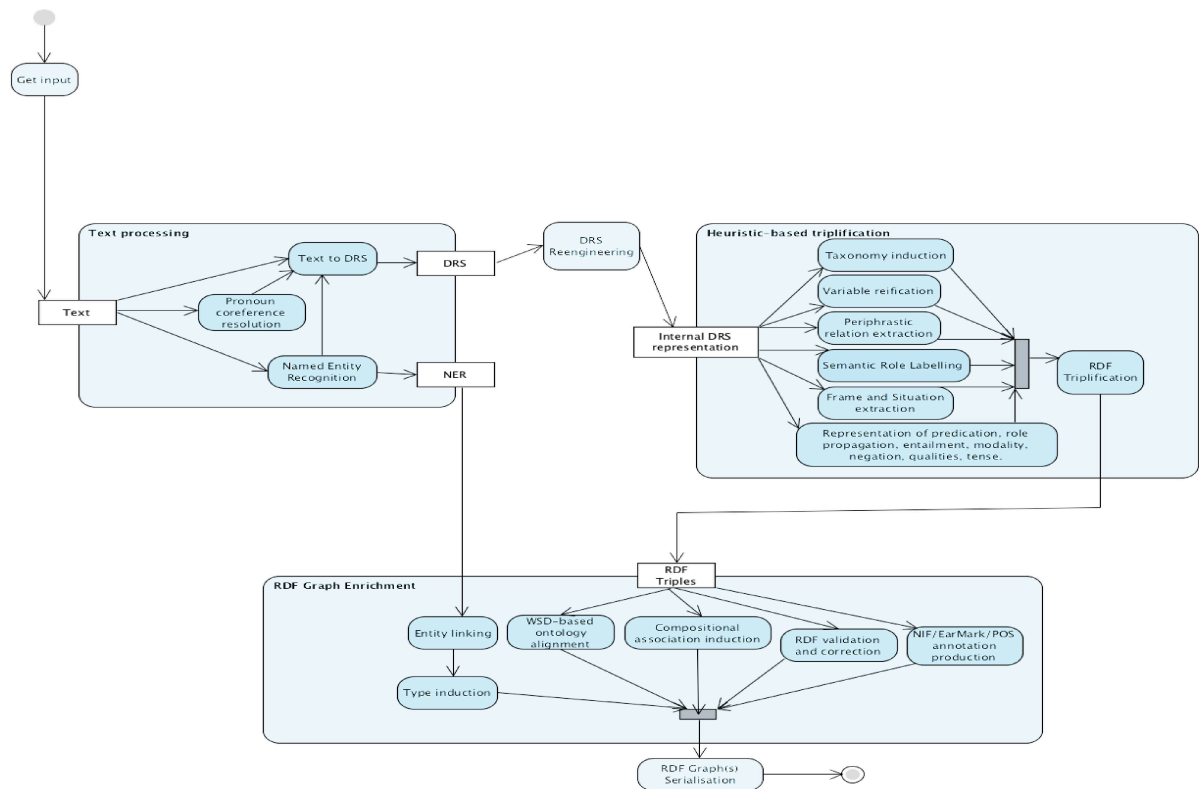 Get input
Text processing
Text to DRS
DRS
Text
Pronoun
coreference
resolution
Named Entity
Recognition
NER
DRS
Reengineering
Heuristic-based triplification
Taxonomy induction
Variable reification
Periphrastic
relation extraction
Internal DRS
representation
Semantic Role Labelling
RDF
Triplification
Frame and Situation
extraction
Representation of predication, role
propagation, entailment, modality,
negation, qualities, tense.
RDF Graph Enrichment
RDF
Triples
Entity linking
WSD-based
ontology
alignment
Compositional
association induction
RDF validation
and correction
NIF/EarMark/POS
annotation
production
Type induction
RDF Graph(s)
Serialisation